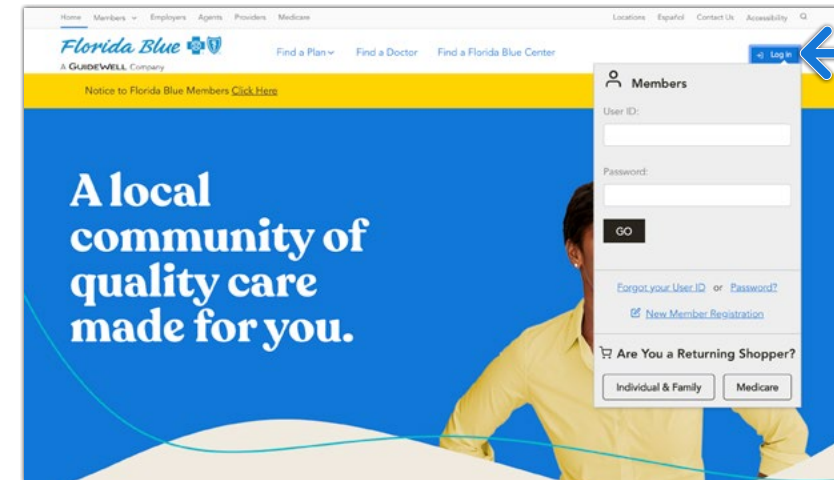 Home Members Employers Agents Providers Medicare
Locations Español Contact Us Accessibility
Florida Blue
A GUIDEWELL Company
Find a Plan Find a Doctor Find a Florida Blue Center
Log in
Notice to Florida Blue Members Click Here
Members
User ID:
Password:
GO
Forgot your User ID or Password?
New Member Registration
Are You a Returning Shopper?
Individual & Family Medicare
A local
community of
quality care
made for you.